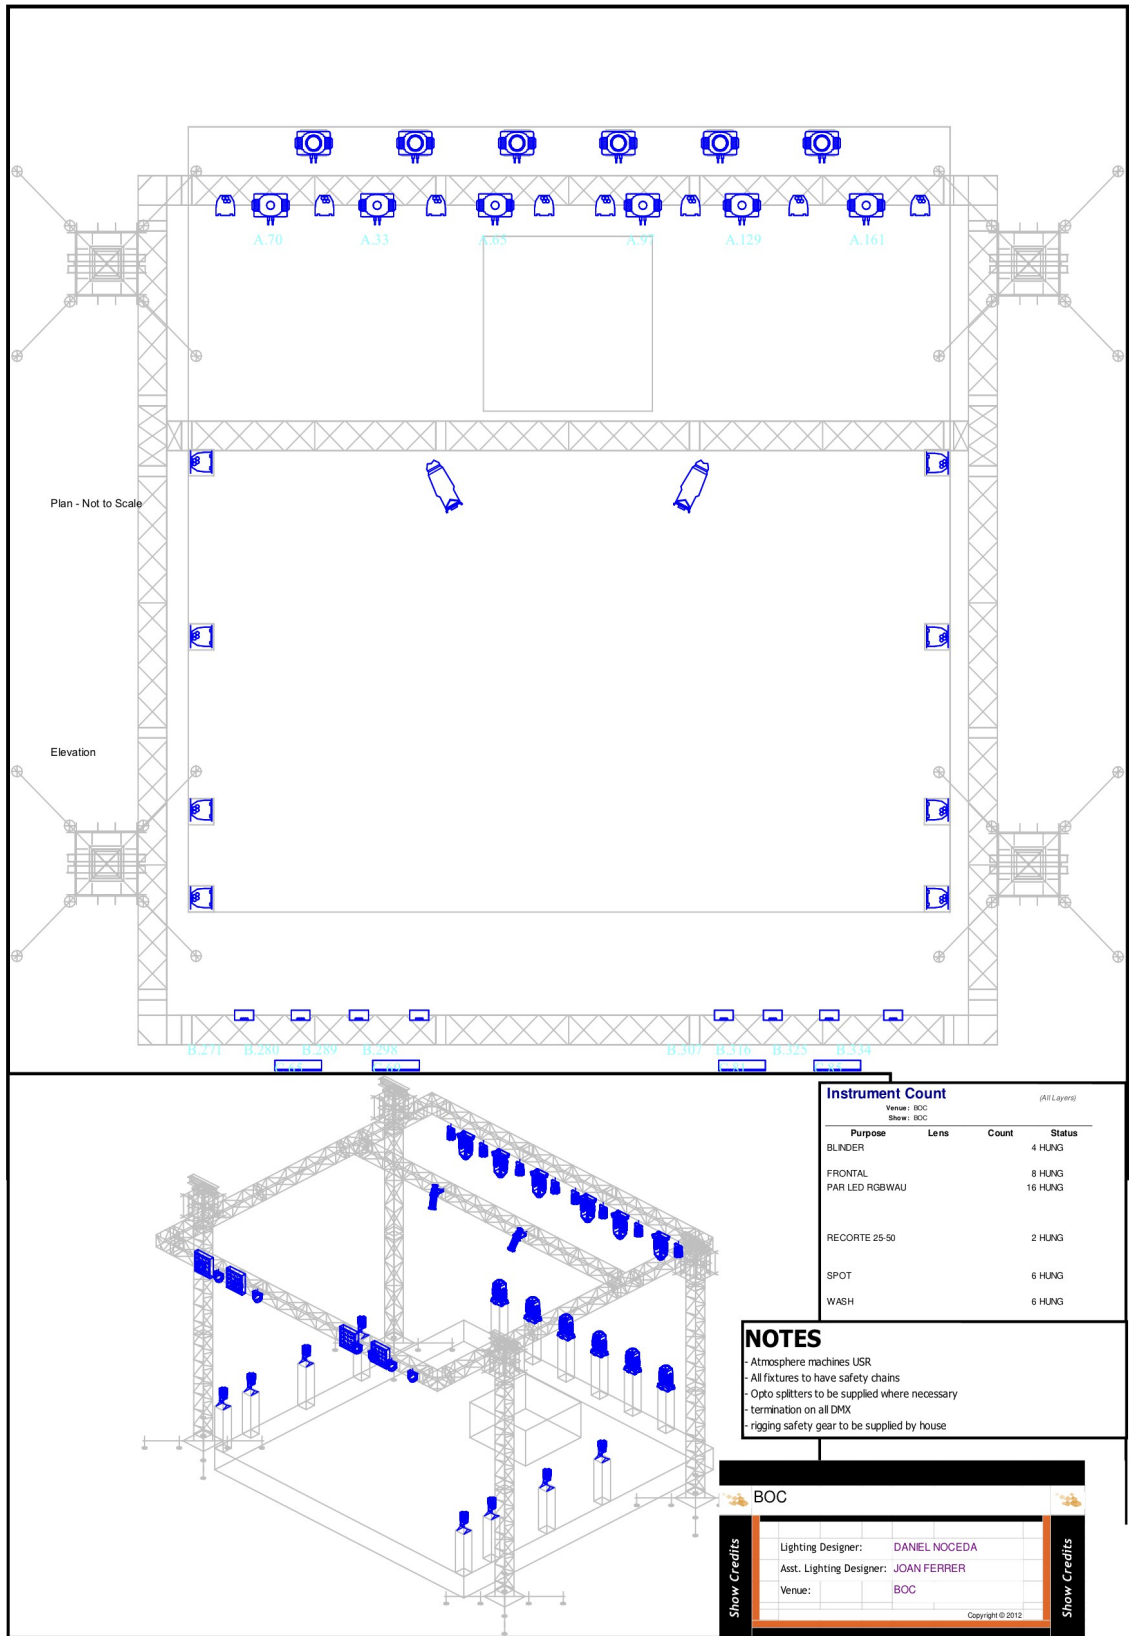 A.70 A.33 A.65 A.97 A.129 A.161
Plan - Not to Scale
Elevation
B.271 B.280 B.289 B.298 B.307 B.316 B.325 B.334
Instrument Count (All Layers)
Venue: BOC
Show: BOC
Purpose Lens Count Status
BLINDER 4 HUNG
FRONTAL 8 HUNG
PAR LED RGBWAU 16 HUNG
RECORTE 25-50 2 HUNG
SPOT 6 HUNG
WASH 6 HUNG
NOTES
- Atmosphere machines USR
- All fixtures to have safety chains
- Opto splitters to be supplied where necessary
- termination on all DMX
- rigging safety gear to be supplied by house
BOC
Show Credits
Lighting Designer: DANIEL NOCEDA
Asst. Lighting Designer: JOAN FERRER
Venue: BOC
Copyright © 2012
Show Credits